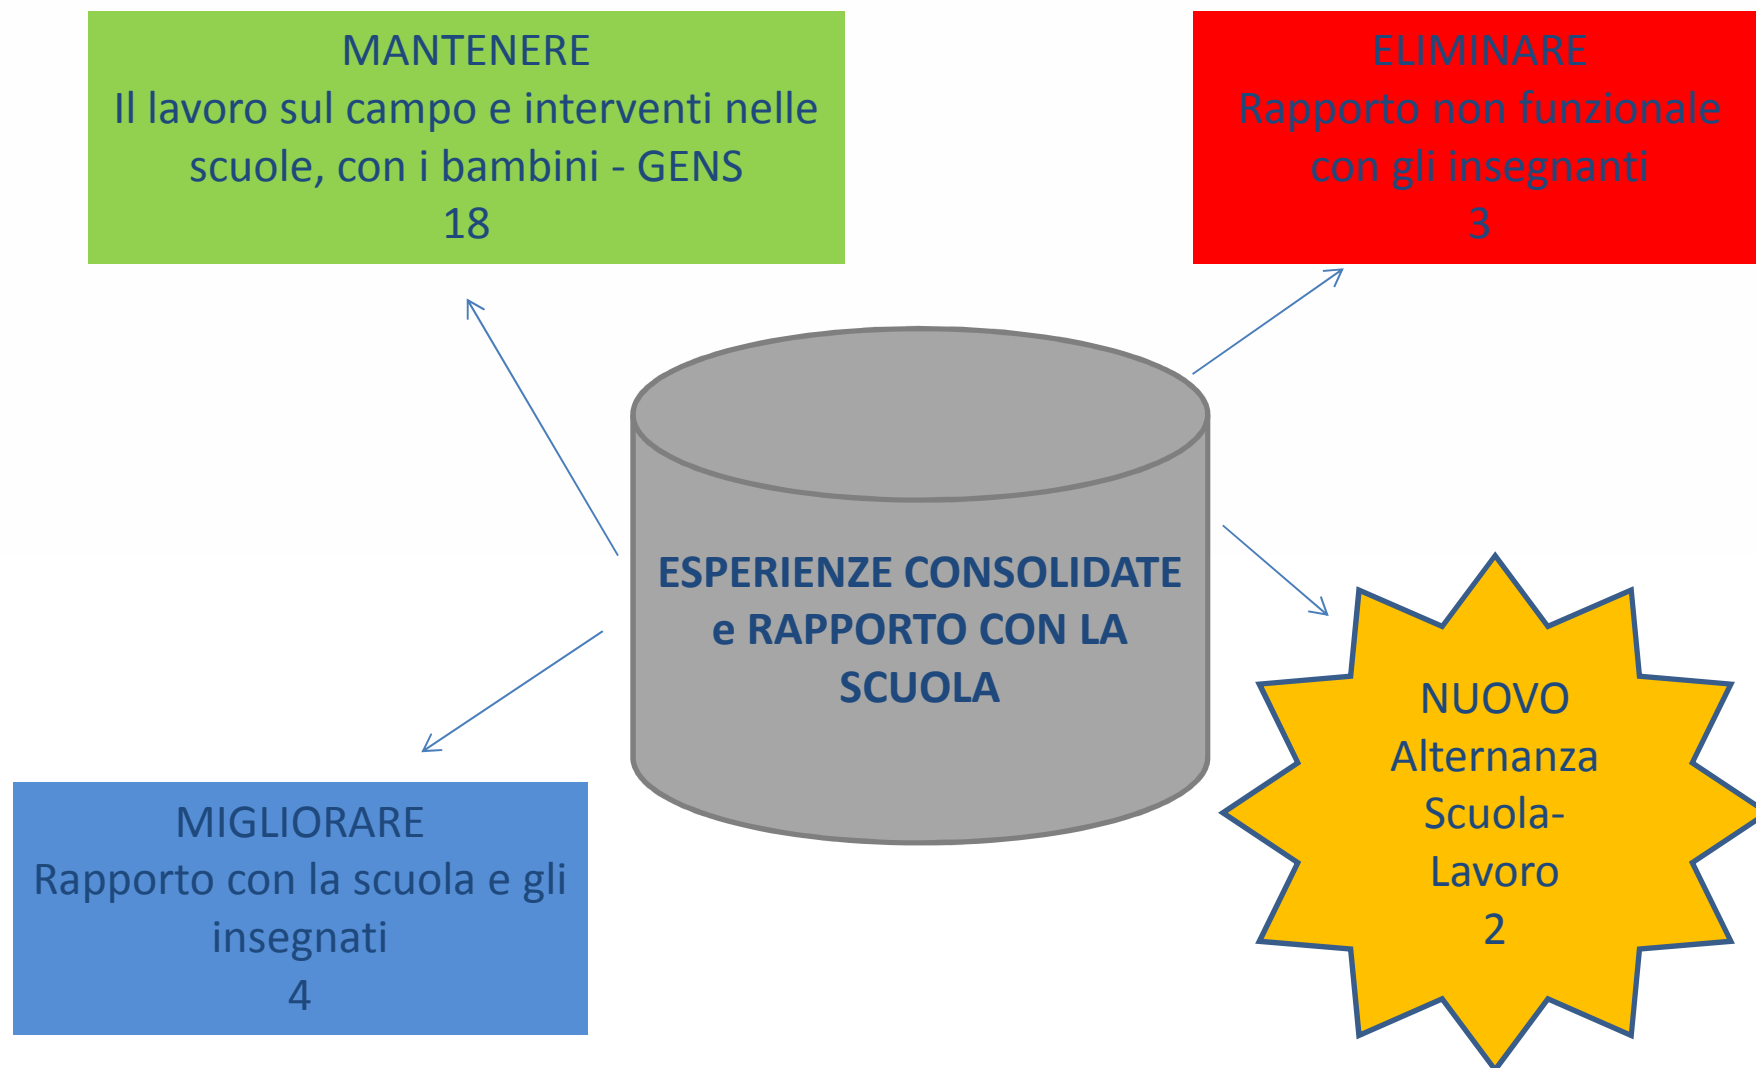 MANTENERE
Il lavoro sul campo e interventi nelle
scuole, con i bambini - GENS
18
ELIMINARE
Rapporto non funzionale
con gli insegnanti
3
ESPERIENZE CONSOLIDATE
e RAPPORTO CON LA
SCUOLA
MIGLIORARE
Rapporto con la scuola e gli
insegnati
4
NUOVO
Alternanza
Scuola-
Lavoro
2